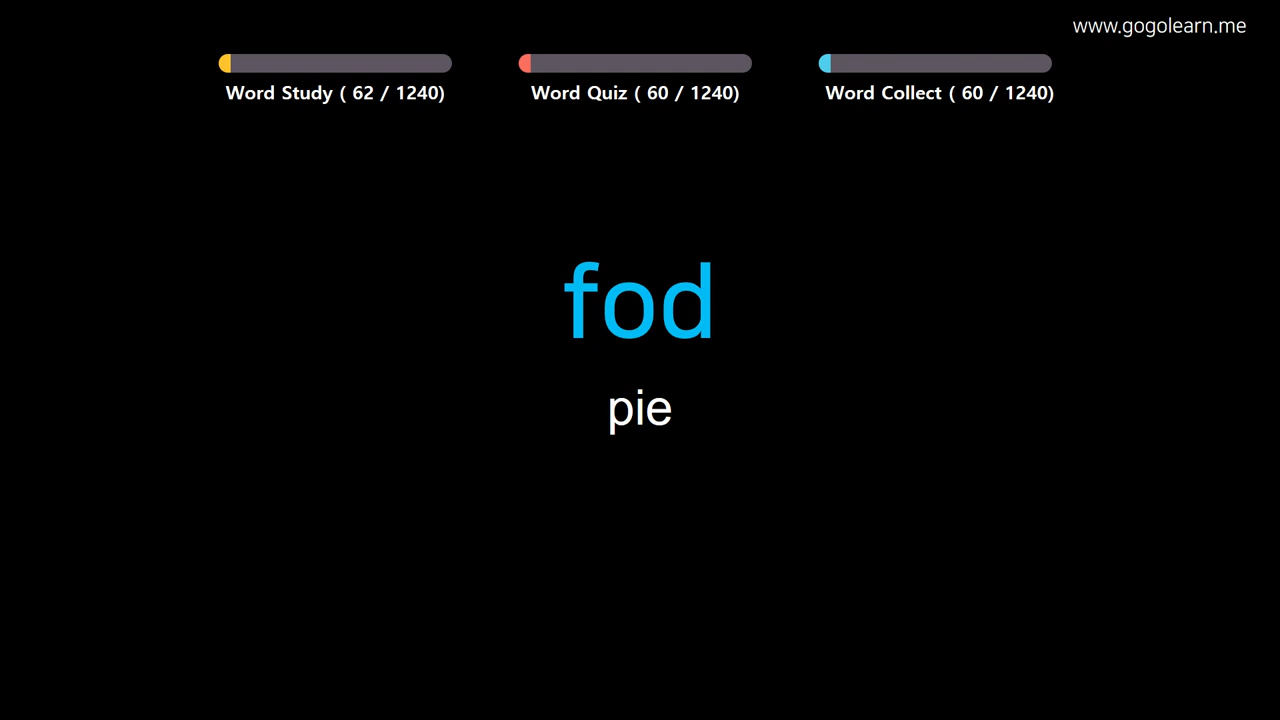 www.gogolearn.me
Word Study ( 62 / 1240)
Word Quiz ( 60 / 1240)
Word Collect ( 60 / 1240)
fod
pie